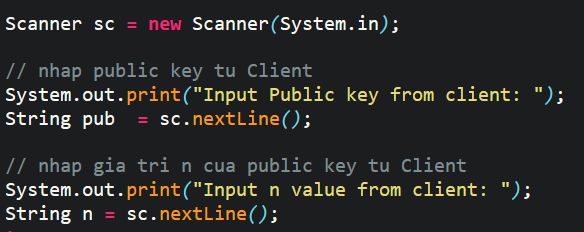 Scanner sc = new Scanner(System.in);
// nhap public key tu Client
System.out.print("Input Public key from client: ");
String pub  = sc.nextLine();
// nhap gia tri n cua public key tu Client
System.out.print("Input n value from client: ");
String n = sc.nextLine();